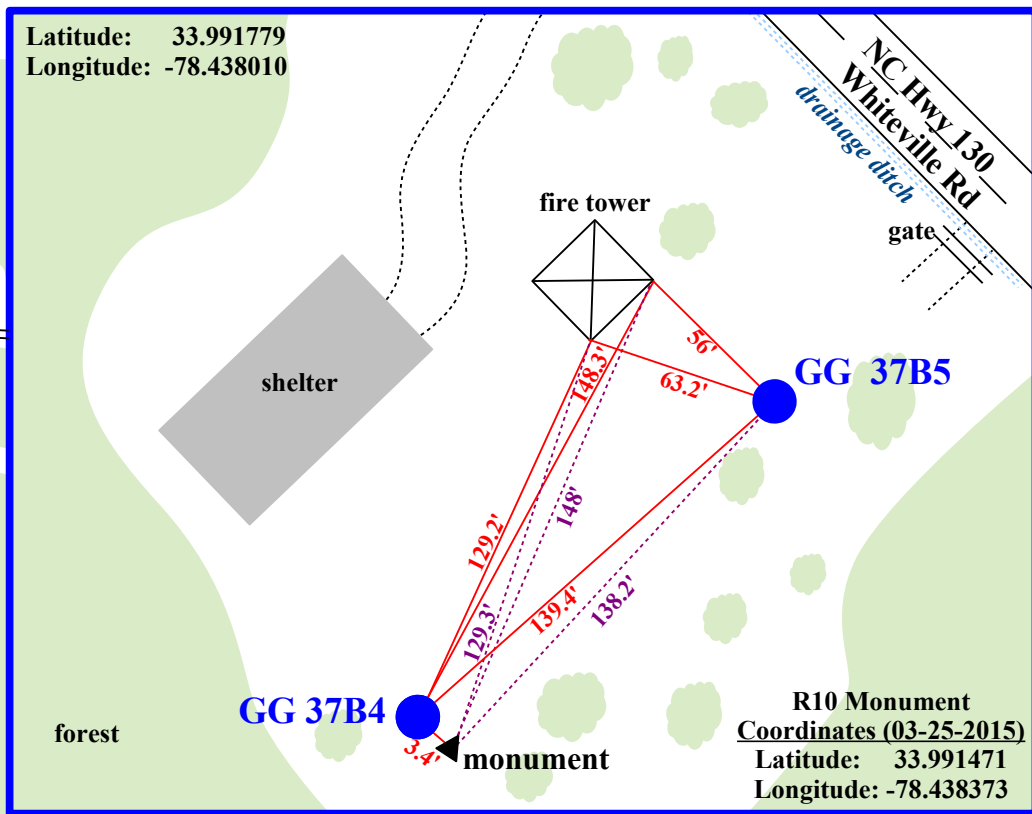 Latitude: 33.991779
Longitude: -78.438010
NC Hwy 130
Whiteville Rd
drainage ditch
fire tower
gate
shelter
148.3'
56'
63.2'
GG 37B5
148'
129.2'
129.3'
139.4'
138.2'
GG 37B4
3.4'
monument
forest
R10 Monument
Coordinates (03-25-2015)
Latitude: 33.991471
Longitude: -78.438373